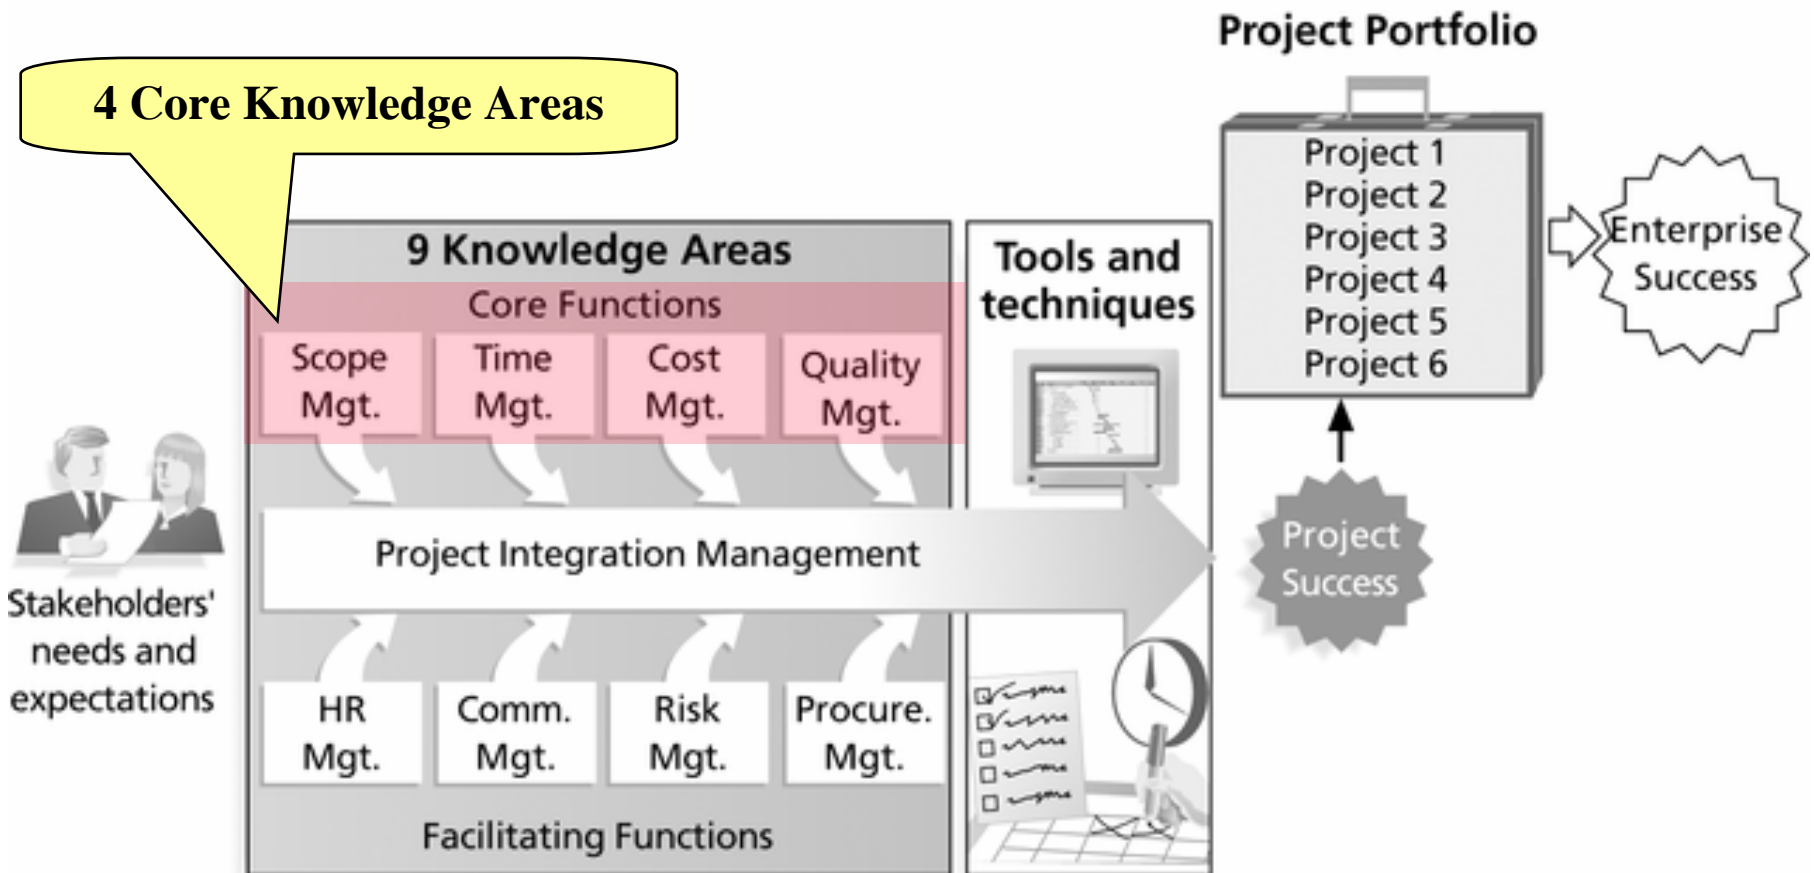 Project Portfolio
4 Core Knowledge Areas
Project 1
Project 2
Project 3
Project 4
Project 5
Project 6
Enterprise
Success
9 Knowledge Areas
Core Functions
Scope
Mgt.
Time
Mgt.
Cost
Mgt.
Quality
Mgt.
Tools and
techniques
Project Integration Management
Project
Success
Stakeholders'
needs and
expectations
HR
Mgt.
Comm.
Mgt.
Risk
Mgt.
Procure.
Mgt.
Facilitating Functions